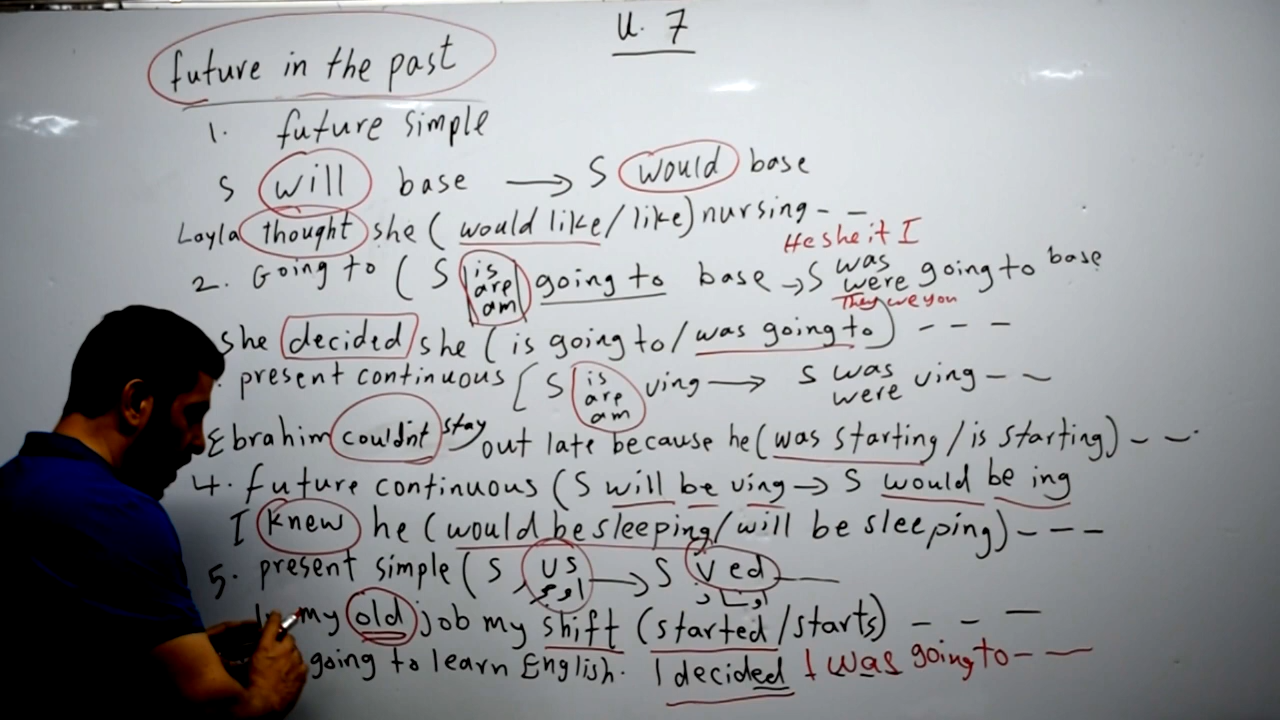 U. 7
future in the past
1. future simple
S will base → S would base
Layla thought she (would like/like) nursing - -
He she it I
2. Going to ( S is are am going to base → S was were going to base
They we you
she decided she (is going to/was going to) - - -
. present continuous [ S is are am ving → S was were ving - -
Ebrahim couldnt stay out late because he (was starting/is starting) - -
4. future continuous (S will be ving → S would be ing
I knew he (would be sleeping/will be sleeping) - - -
5. present simple ( S , vs → S ved
my old job my shift (started/starts) - - -
going to learn English. I decided I was going to - -